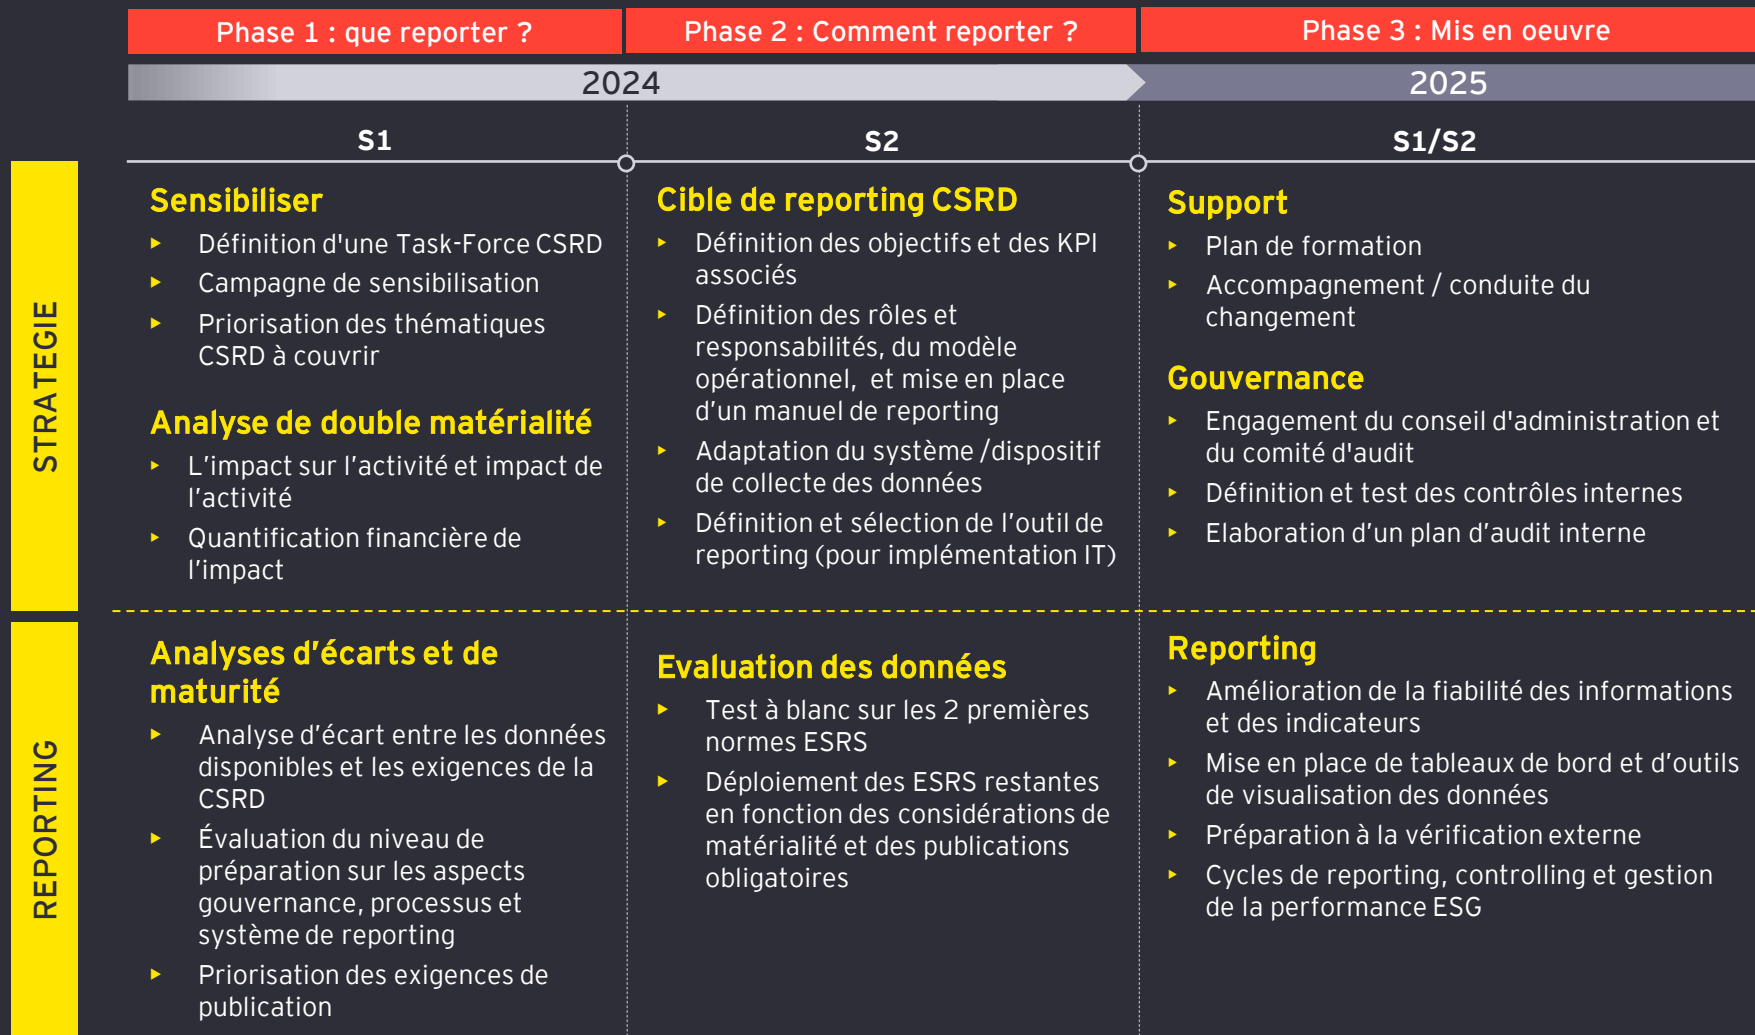 Phase 1 : que reporter ?
Phase 2 : Comment reporter ?
Phase 3 : Mis en oeuvre
2024
2025
S1
S2
S1/S2
STRATEGIE
Sensibiliser
Définition d'une Task-Force CSRD
Campagne de sensibilisation
Priorisation des thématiques
CSRD à couvrir
Analyse de double matérialité
L’impact sur l’activité et impact de
l’activité
Quantification financière de
l’impact
Cible de reporting CSRD
Définition des objectifs et des KPI
associés
Définition des rôles et
responsabilités, du modèle
opérationnel, et mise en place
d’un manuel de reporting
Adaptation du système /dispositif
de collecte des données
Définition et sélection de l’outil de
reporting (pour implémentation IT)
Support
Plan de formation
Accompagnement / conduite du
changement
Gouvernance
Engagement du conseil d'administration et
du comité d'audit
Définition et test des contrôles internes
Elaboration d’un plan d’audit interne
REPORTING
Analyses d’écarts et de
maturité
Analyse d’écart entre les données
disponibles et les exigences de la
CSRD
Évaluation du niveau de
préparation sur les aspects
gouvernance, processus et
système de reporting
Priorisation des exigences de
publication
Evaluation des données
Test à blanc sur les 2 premières
normes ESRS
Déploiement des ESRS restantes
en fonction des considérations de
matérialité et des publications
obligatoires
Reporting
Amélioration de la fiabilité des informations
et des indicateurs
Mise en place de tableaux de bord et d’outils
de visualisation des données
Préparation à la vérification externe
Cycles de reporting, controlling et gestion
de la performance ESG